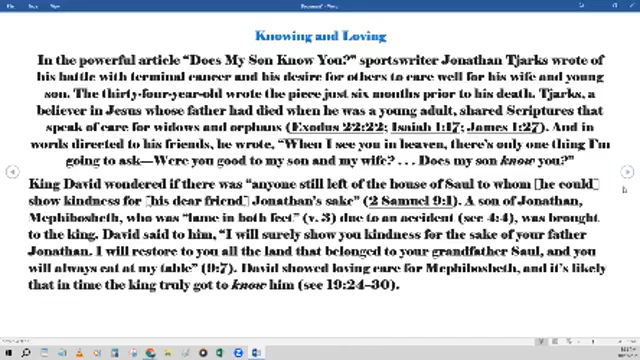 Knowing and Loving
In the powerful article “Does My Son Know You?” sportswriter Jonathan Tjarks wrote of
his battle with terminal cancer and his desire for others to care well for his wife and young
son. The thirty-four-year-old wrote the piece just six months prior to his death. Tjarks, a
believer in Jesus whose father had died when he was a young adult, shared Scriptures that
speak of care for widows and orphans (Exodus 22:22; Isaiah 1:17; James 1:27). And in
words directed to his friends, he wrote, “When I see you in heaven, there’s only one thing I’m
going to ask—Were you good to my son and my wife? . . . Does my son know you?”
King David wondered if there was “anyone still left of the house of Saul to whom [he could]
show kindness for [his dear friend] Jonathan’s sake” (2 Samuel 9:1). A son of Jonathan,
Mephibosheth, who was “lame in both feet” (v. 3) due to an accident (see 4:4), was brought
to the king. David said to him, “I will surely show you kindness for the sake of your father
Jonathan. I will restore to you all the land that belonged to your grandfather Saul, and you
will always eat at my table” (9:7). David showed loving care for Mephibosheth, and it’s likely
that in time the king truly got to know him (see 19:24–30).